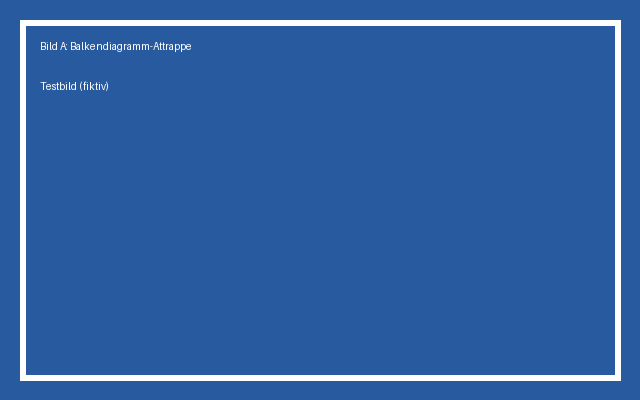 Bild A: Balkendiagramm-Attrappe
Testbild (fiktiv)